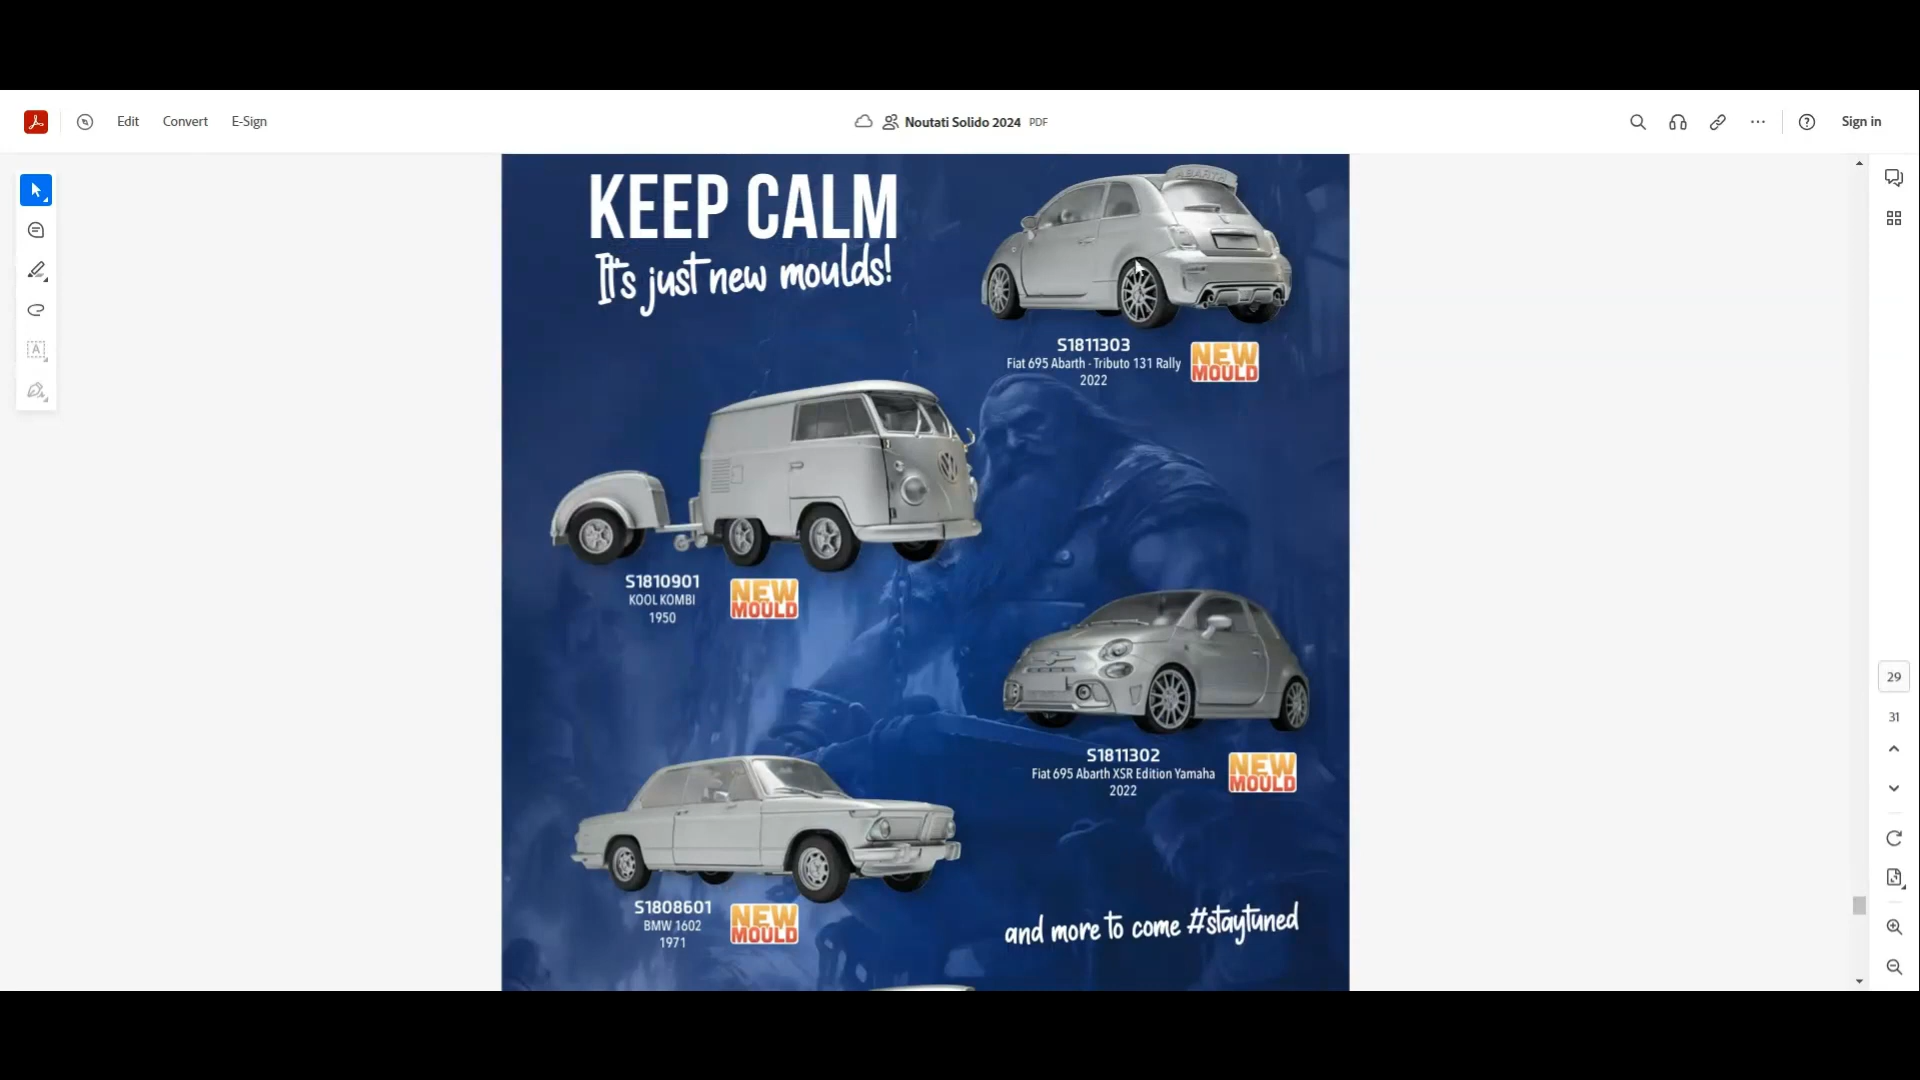 Edit Convert E-Sign
Noutati Solido 2024 PDF
Sign in
KEEP CALM
It's just new moulds!
ABARTH
S1811303
Fiat 695 Abarth - Tributo 131 Rally
2022
NEW
MOULD
S1810901
KOOL KOMBI
1950
NEW
MOULD
S1811302
Fiat 695 Abarth XSR Edition Yamaha
2022
NEW
MOULD
S1808601
BMW 1602
1971
NEW
MOULD
and more to come #staytuned
29
31